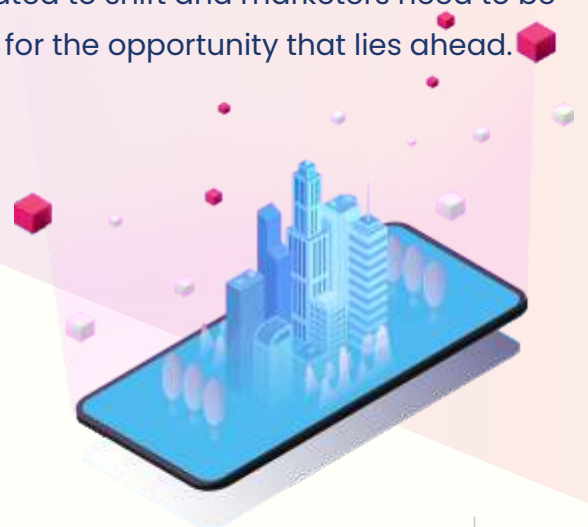 to shift and marketers need to be
for the opportunity that lies ahead.